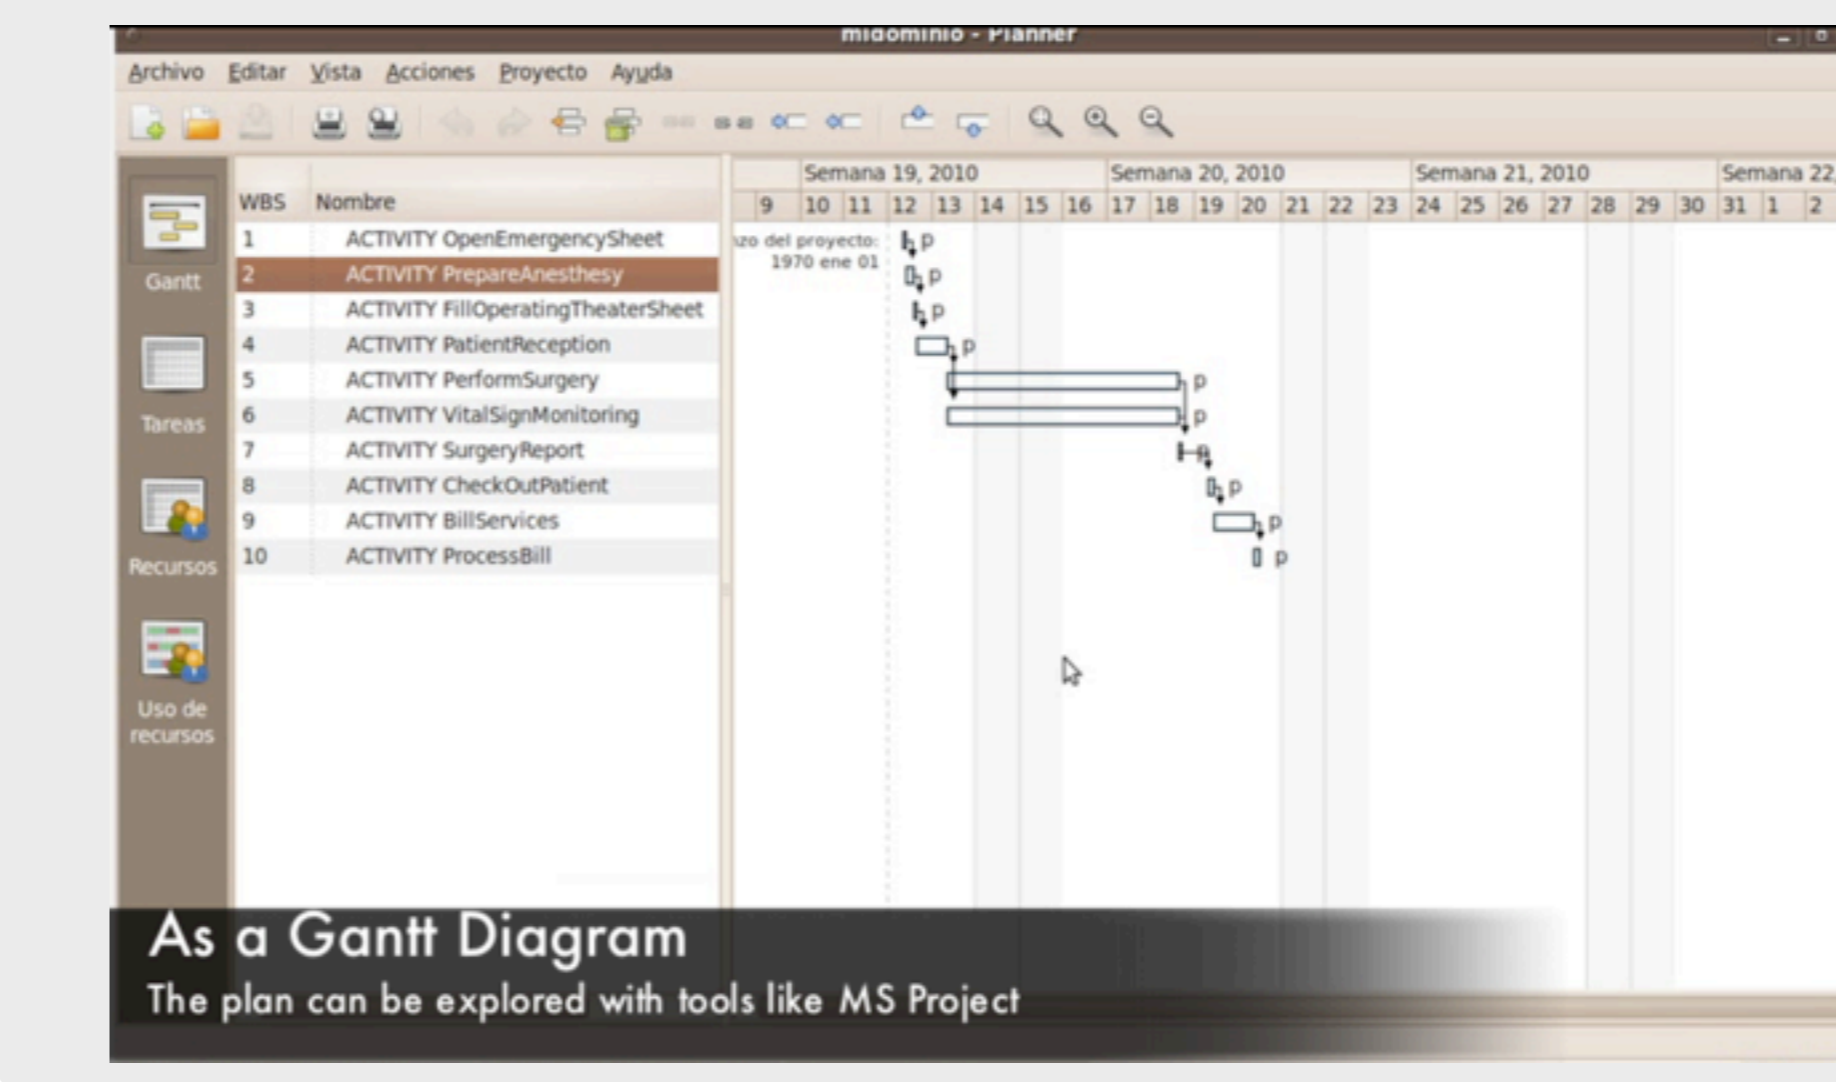 midominio - Planner
Archivo Editar Vista Acciones Proyecto Ayuda
Semana 19, 2010 Semana 20, 2010 Semana 21, 2010 Semana 22,
WBS Nombre
9 10 11 12 13 14 15 16 17 18 19 20 21 22 23 24 25 26 27 28 29 30 31 1 2
1 ACTIVITY OpenEmergencySheet p
del proyecto:
1970 ene 01
2 ACTIVITY PrepareAnesthesy p
3 ACTIVITY FillOperatingTheaterSheet p
4 ACTIVITY PatientReception p
5 ACTIVITY PerformSurgery p
6 ACTIVITY VitalSignMonitoring p
7 ACTIVITY SurgeryReport p
8 ACTIVITY CheckOutPatient p
9 ACTIVITY BillServices p
10 ACTIVITY ProcessBill p
Gantt
Tareas
Recursos
Uso de
recursos
As a Gantt Diagram
The plan can be explored with tools like MS Project